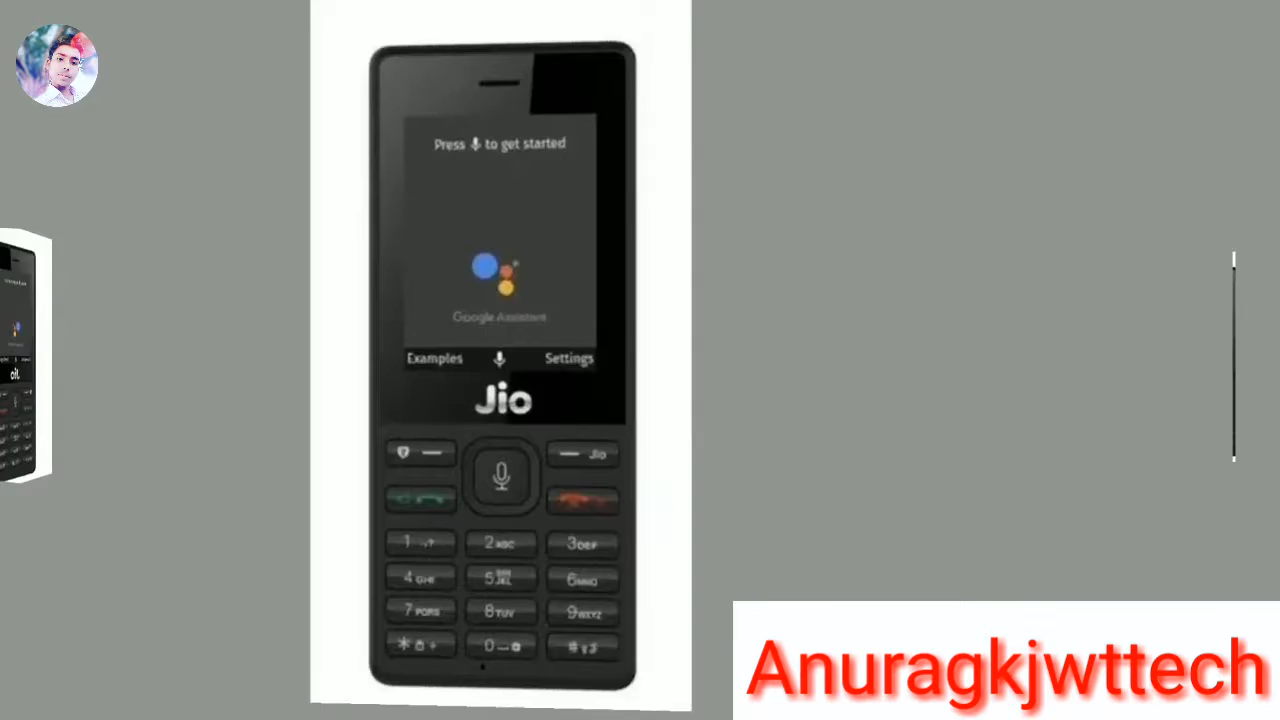 Press to get started
Google Assistant
Examples Settings
Jio
Jio
1 .,?
2 ABC
3 DEF
4 GHI
5 JKL
6 MNO
7 PQRS
8 TUV
9 WXYZ
* +
0
#
Anuragkjwttech